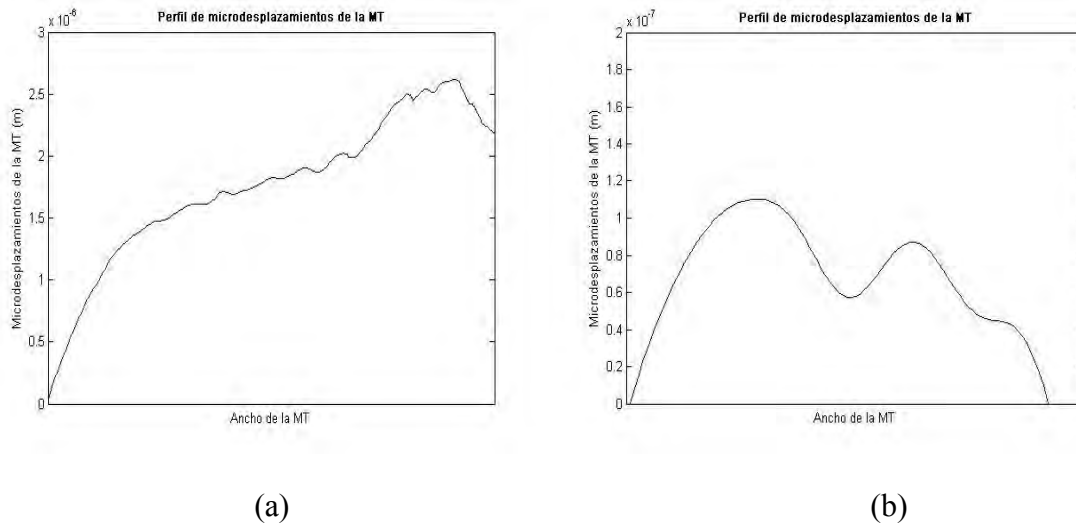 Perfil de microdesplazamientos de la MT
x 10⁻⁶
3
2.5
2
1.5
1
0.5
0
Microdesplazamientos de la MT (m)
Ancho de la MT
(a)
Perfil de microdesplazamientos de la MT
x 10⁻⁷
2
1.8
1.6
1.4
1.2
1
0.8
0.6
0.4
0.2
0
Microdesplazamientos de la MT (m)
Ancho de la MT
(b)